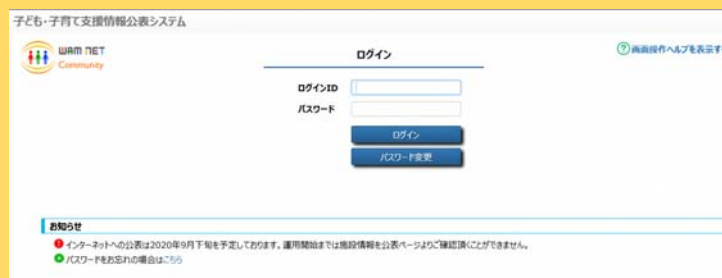 子ども・子育て支援情報公表システム
WAM NET
Community
ログイン
?画面操作ヘルプを表示す
ログインID
パスワード
ログイン
パスワード変更
お知らせ
インターネットへの公表は2020年9月下旬を予定しております。運用開始までは施設情報を公表ページよりご確認頂くことができません。
パスワードをお忘れの場合はこちら